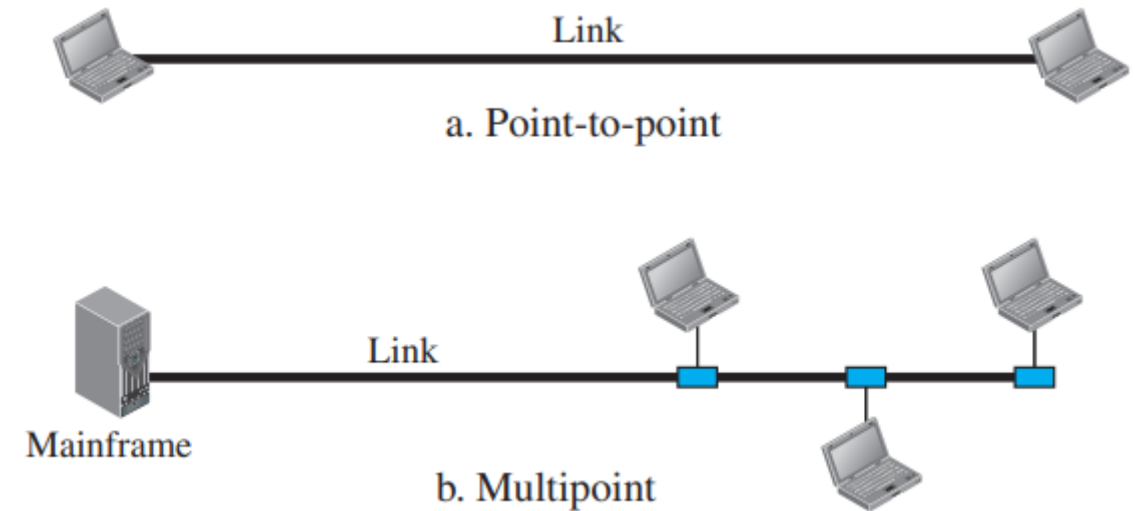 Link
a. Point-to-point
Link
Mainframe
b. Multipoint